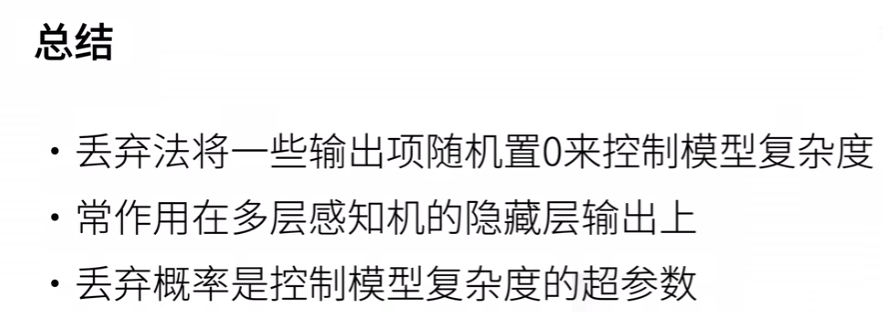 总结
• 丢弃法将一些输出项随机置0来控制模型复杂度
• 常作用在多层感知机的隐藏层输出上
• 丢弃概率是控制模型复杂度的超参数